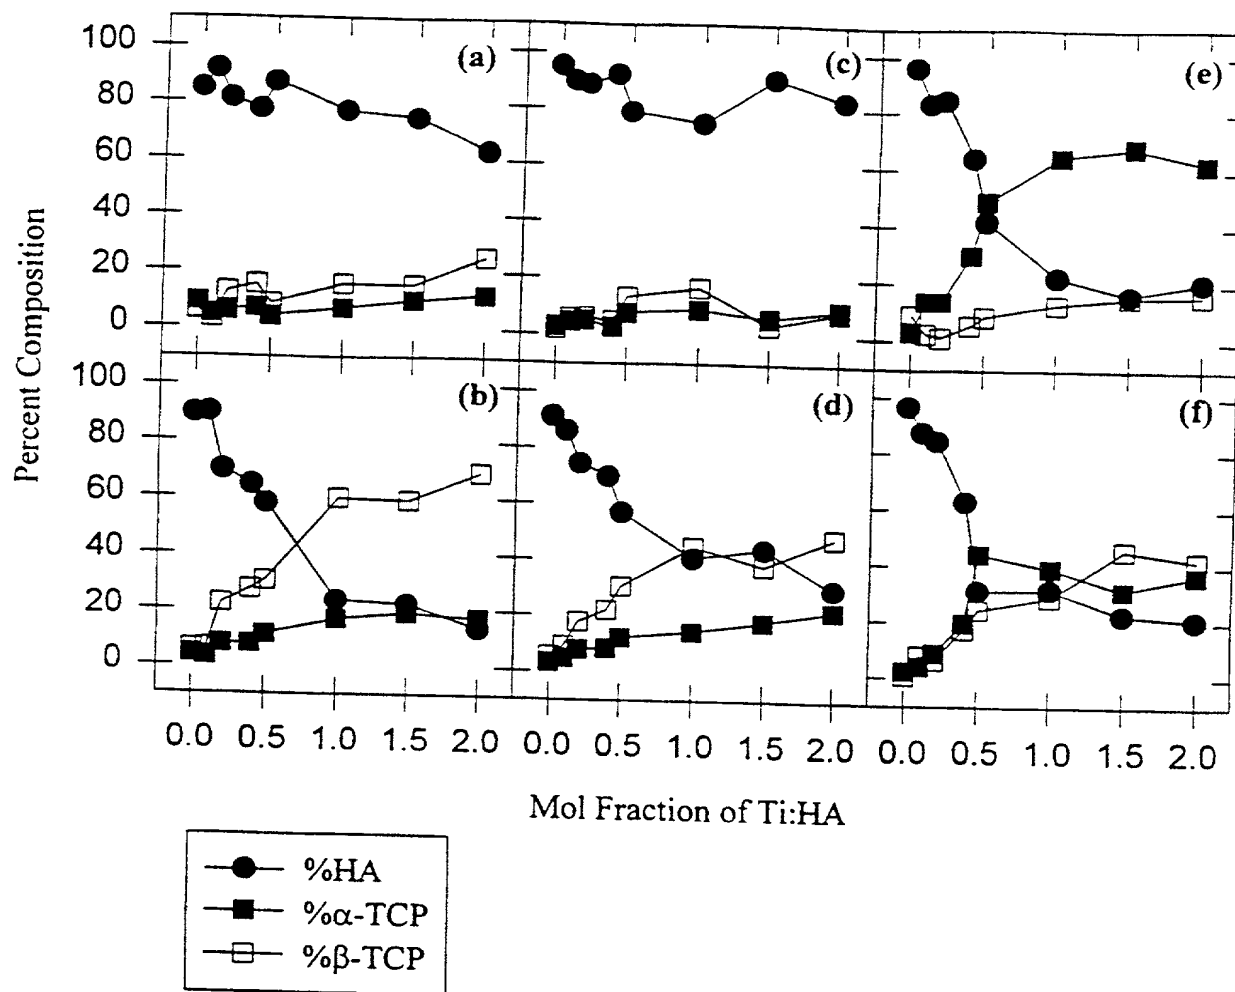 Percent Composition
100
80
60
40
20
0
(a)
(c)
(e)
100
80
60
40
20
0
(b)
(d)
(f)
0.0 0.5 1.0 1.5 2.0
0.0 0.5 1.0 1.5 2.0
0.0 0.5 1.0 1.5 2.0
Mol Fraction of Ti:HA
%HA
%α-TCP
%β-TCP